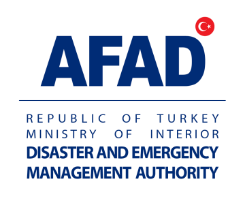 AFAD
REPUBLIC OF TURKEY
MINISTRY OF INTERIOR
DISASTER AND EMERGENCY
MANAGEMENT AUTHORITY